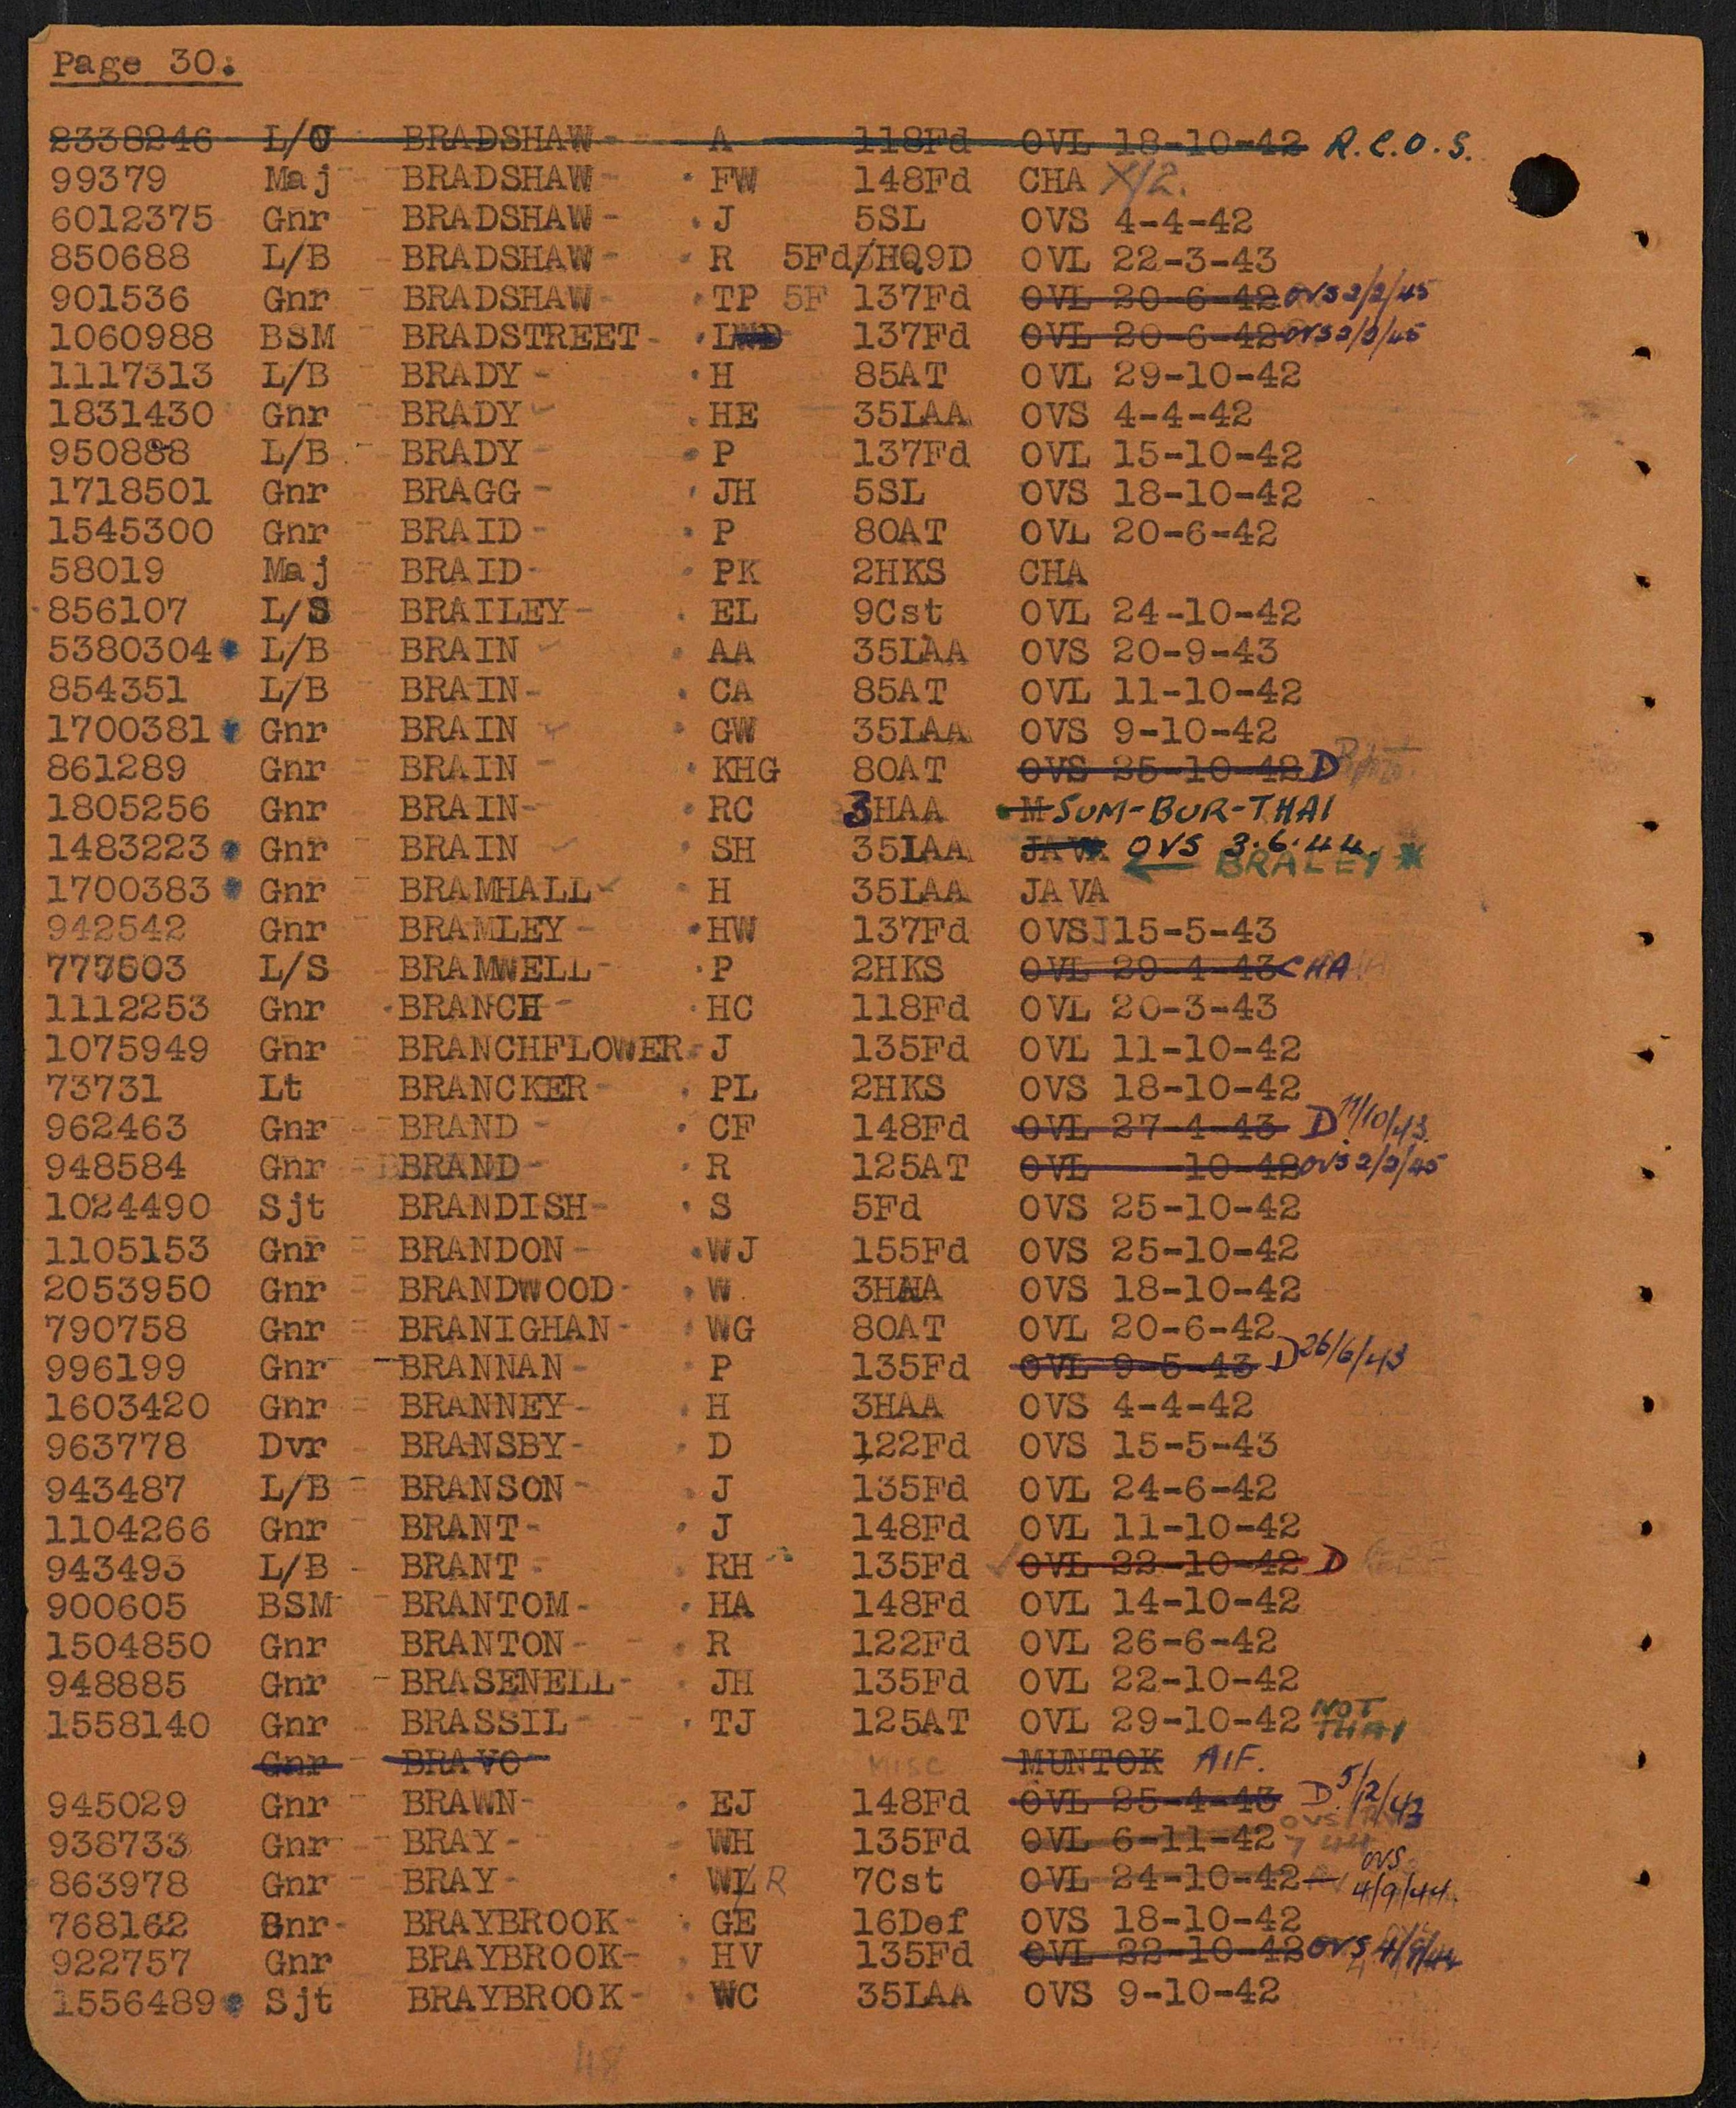 Page 30.
2338246 L/C BRADSHAW - A 118Fd OVL 18-10-42 R.C.O.S.
99379 Maj BRADSHAW - FW 148Fd CHA X/2.
6012375 Gnr BRADSHAW - J 5SL OVS 4-4-42
850688 L/B BRADSHAW - R 5Fd/HQ9D OVL 22-3-43
901536 Gnr BRADSHAW - TP 5F 137Fd OVL 20-6-42 OVS 2/2/45
1060988 BSM BRADSTREET - 137Fd OVL 20-6-42 OVS 2/2/45
1117313 L/B BRADY - H 85AT OVL 29-10-42
1831430 Gnr BRADY HE 35LAA OVS 4-4-42
950888 L/B BRADY - P 137Fd OVL 15-10-42
1718501 Gnr BRAGG - JH 5SL OVS 18-10-42
1545300 Gnr BRAID - P 80AT OVL 20-6-42
58019 Maj BRAID - PK 2HKS CHA
856107 L/S BRAILEY - EL 9Cst OVL 24-10-42
5380304 L/B BRAIN AA 35LAA OVS 20-9-43
854351 L/B BRAIN - CA 85AT OVL 11-10-42
1700381 Gnr BRAIN GW 35LAA OVS 9-10-42
861289 Gnr BRAIN - KHG 80AT OVS 25-10-42 D
1805256 Gnr BRAIN - RC 3HAA M SUM-BUR-THAI
1483223 Gnr BRAIN SH 35LAA JAVA OVS 3.6.44.
← BRALEY *
1700383 Gnr BRAMHALL H 35LAA JAVA
942542 Gnr BRAMLEY - HW 137Fd OVSJ15-5-43
777503 L/S BRAMWELL - P 2HKS OVL 29-4-43 CHA
1112253 Gnr BRANCH - HC 118Fd OVL 20-3-43
1075949 Gnr BRANCHFLOWER J 135Fd OVL 11-10-42
73731 Lt BRANCKER - PL 2HKS OVS 18-10-42
962463 Gnr BRAND - CF 148Fd OVL 27-4-43 D 11/10/43
948584 Gnr BRAND - R 125AT OVL 10-42 OVS 2/2/45
1024490 Sjt BRANDISH - S 5Fd OVS 25-10-42
1105153 Gnr BRANDON - WJ 155Fd OVS 25-10-42
2053950 Gnr BRANDWOOD - W 3HAA OVS 18-10-42
790758 Gnr BRANIGHAN - WG 80AT OVL 20-6-42
996199 Gnr BRANNAN - P 135Fd OVL 9-5-43 D 26/6/43
1603420 Gnr BRANNEY - H 3HAA OVS 4-4-42
963778 Dvr BRANSBY - D 122Fd OVS 15-5-43
943487 L/B BRANSON - J 135Fd OVL 24-6-42
1104266 Gnr BRANT - J 148Fd OVL 11-10-42
943493 L/B BRANT - RH 135Fd OVL 22-10-42 D
900605 BSM BRANTOM - HA 148Fd OVL 14-10-42
1504850 Gnr BRANTON - R 122Fd OVL 26-6-42
948885 Gnr BRASENELL - JH 135Fd OVL 22-10-42
1558140 Gnr BRASSIL - TJ 125AT OVL 29-10-42 NOT THAI
Gnr BRAVO MISC MUNTOK AIF.
945029 Gnr BRAWN - EJ 148Fd OVL 25-4-43 D. 5/12/43
938733 Gnr BRAY - WH 135Fd OVL 6-11-42
863978 Gnr BRAY - WL/R 7Cst OVL 24-10-42 OVS 4/9/44.
768162 Gnr - BRAYBROOK - GE 16Def OVS 18-10-42
922757 Gnr BRAYBROOK - HV 135Fd OVL 22-10-42 OVS 4/9/44
1556489 Sjt BRAYBROOK - WC 35LAA OVS 9-10-42